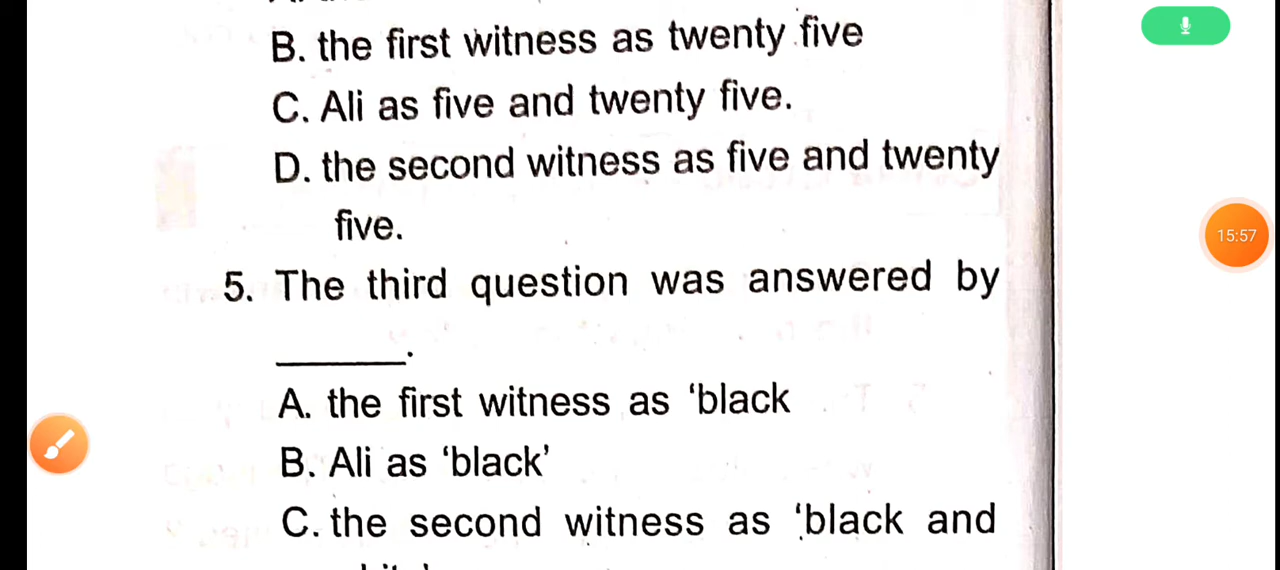 B. the first witness as twenty five
C. Ali as five and twenty five.
D. the second witness as five and twenty
five.
5. The third question was answered by
______.
A. the first witness as ‘black
B. Ali as ‘black’
C. the second witness as ‘black and
15:57